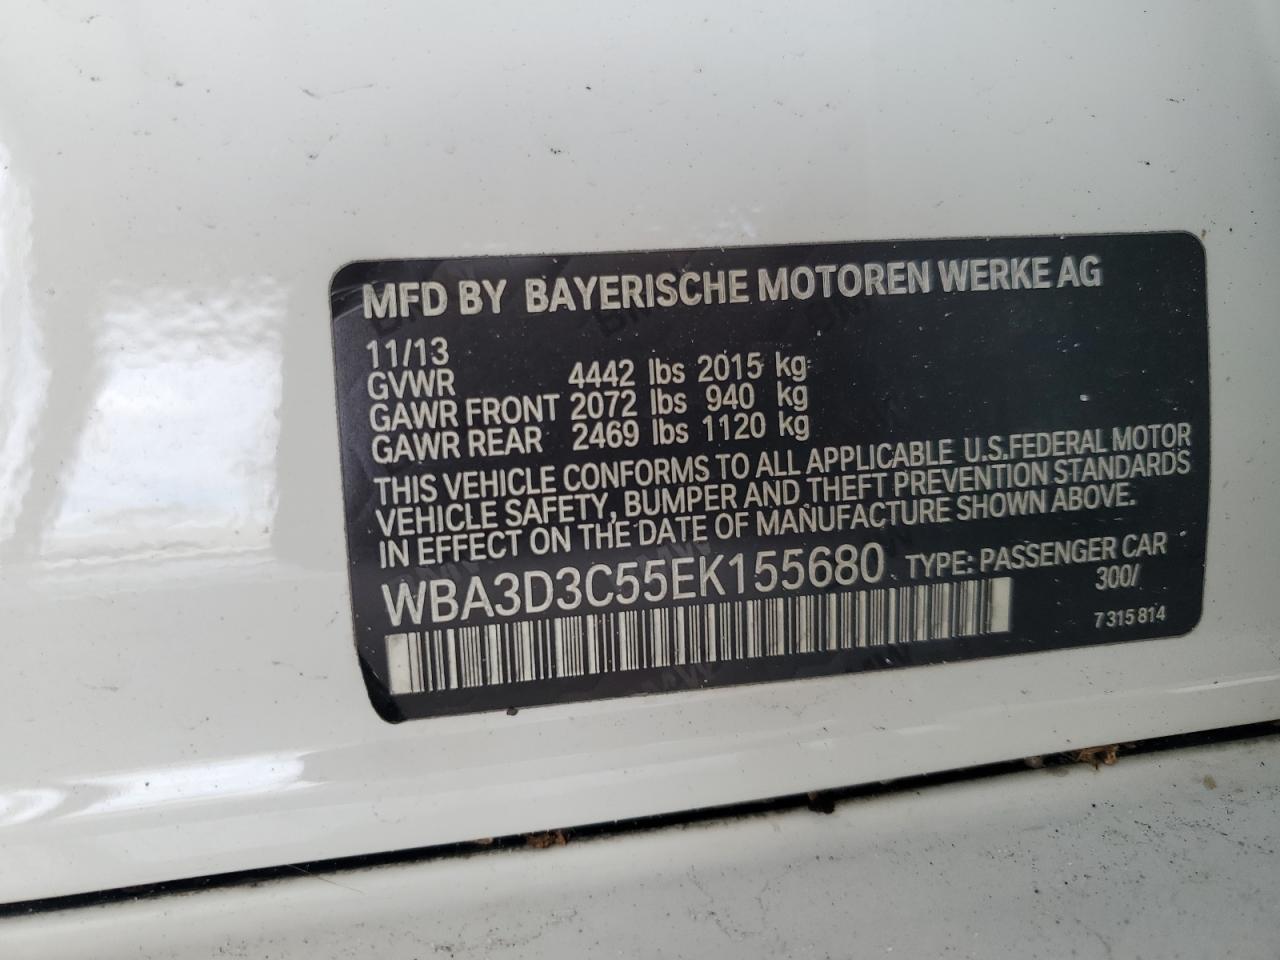 MFD BY BAYERISCHE MOTOREN WERKE AG
11/13
GVWR 4442 lbs 2015 kg
GAWR FRONT 2072 lbs 940 kg
GAWR REAR 2469 lbs 1120 kg
THIS VEHICLE CONFORMS TO ALL APPLICABLE U.S.FEDERAL MOTOR
VEHICLE SAFETY, BUMPER AND THEFT PREVENTION STANDARDS
IN EFFECT ON THE DATE OF MANUFACTURE SHOWN ABOVE.
WBA3D3C55EK155680 TYPE: PASSENGER CAR
300/
7 315 814